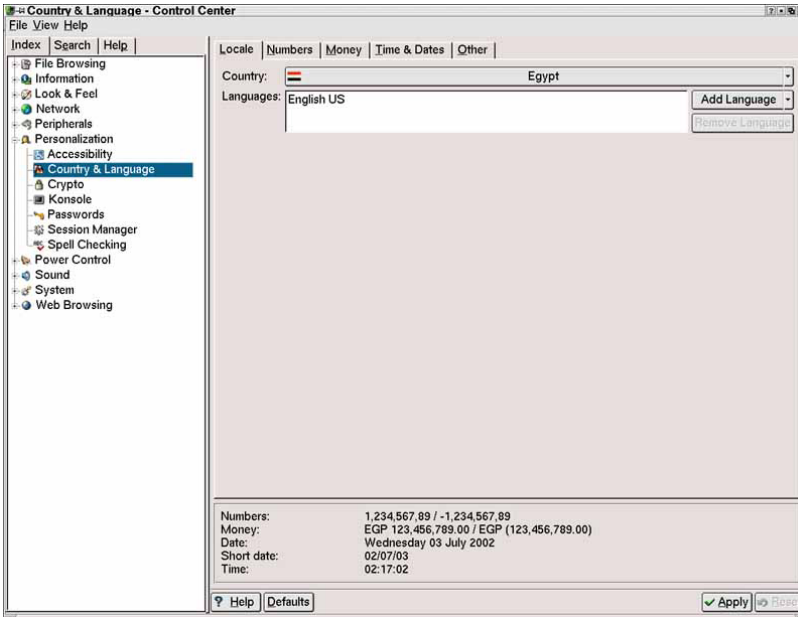 Country & Language - Control Center
File View Help
Index Search Help
File Browsing
Information
Look & Feel
Network
Peripherals
Personalization
Accessibility
Country & Language
Crypto
Konsole
Passwords
Session Manager
Spell Checking
Power Control
Sound
System
Web Browsing
Locale Numbers Money Time & Dates Other
Country: Egypt
Languages: English US Add Language
Remove Language
Numbers: 1,234,567,89 / -1,234,567,89
Money: EGP 123,456,789.00 / EGP (123,456,789.00)
Date: Wednesday 03 July 2002
Short date: 02/07/03
Time: 02:17:02
? Help Defaults Apply Rese